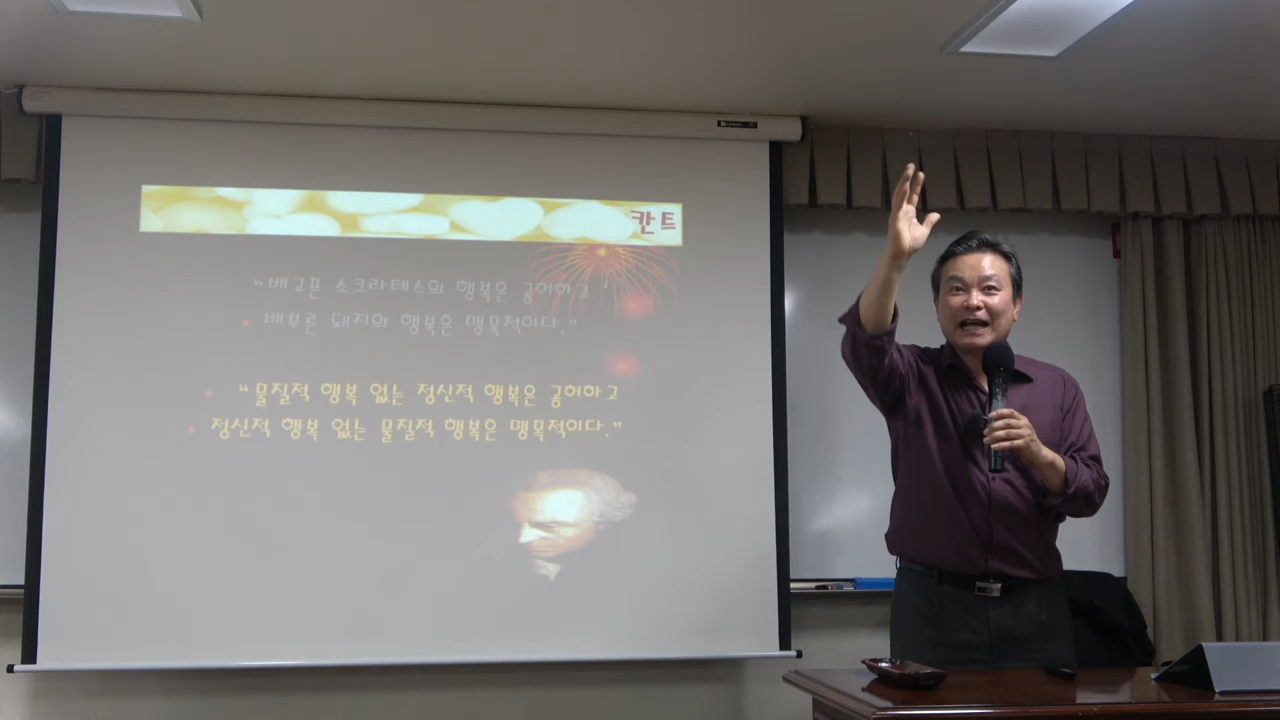 칸트
“배고픈 소크라테스의 행복은 공허하고
배부른 돼지의 행복은 맹목적이다.”
“물질적 행복 없는 정신적 행복은 공허하고
정신적 행복 없는 물질적 행복은 맹목적이다.”